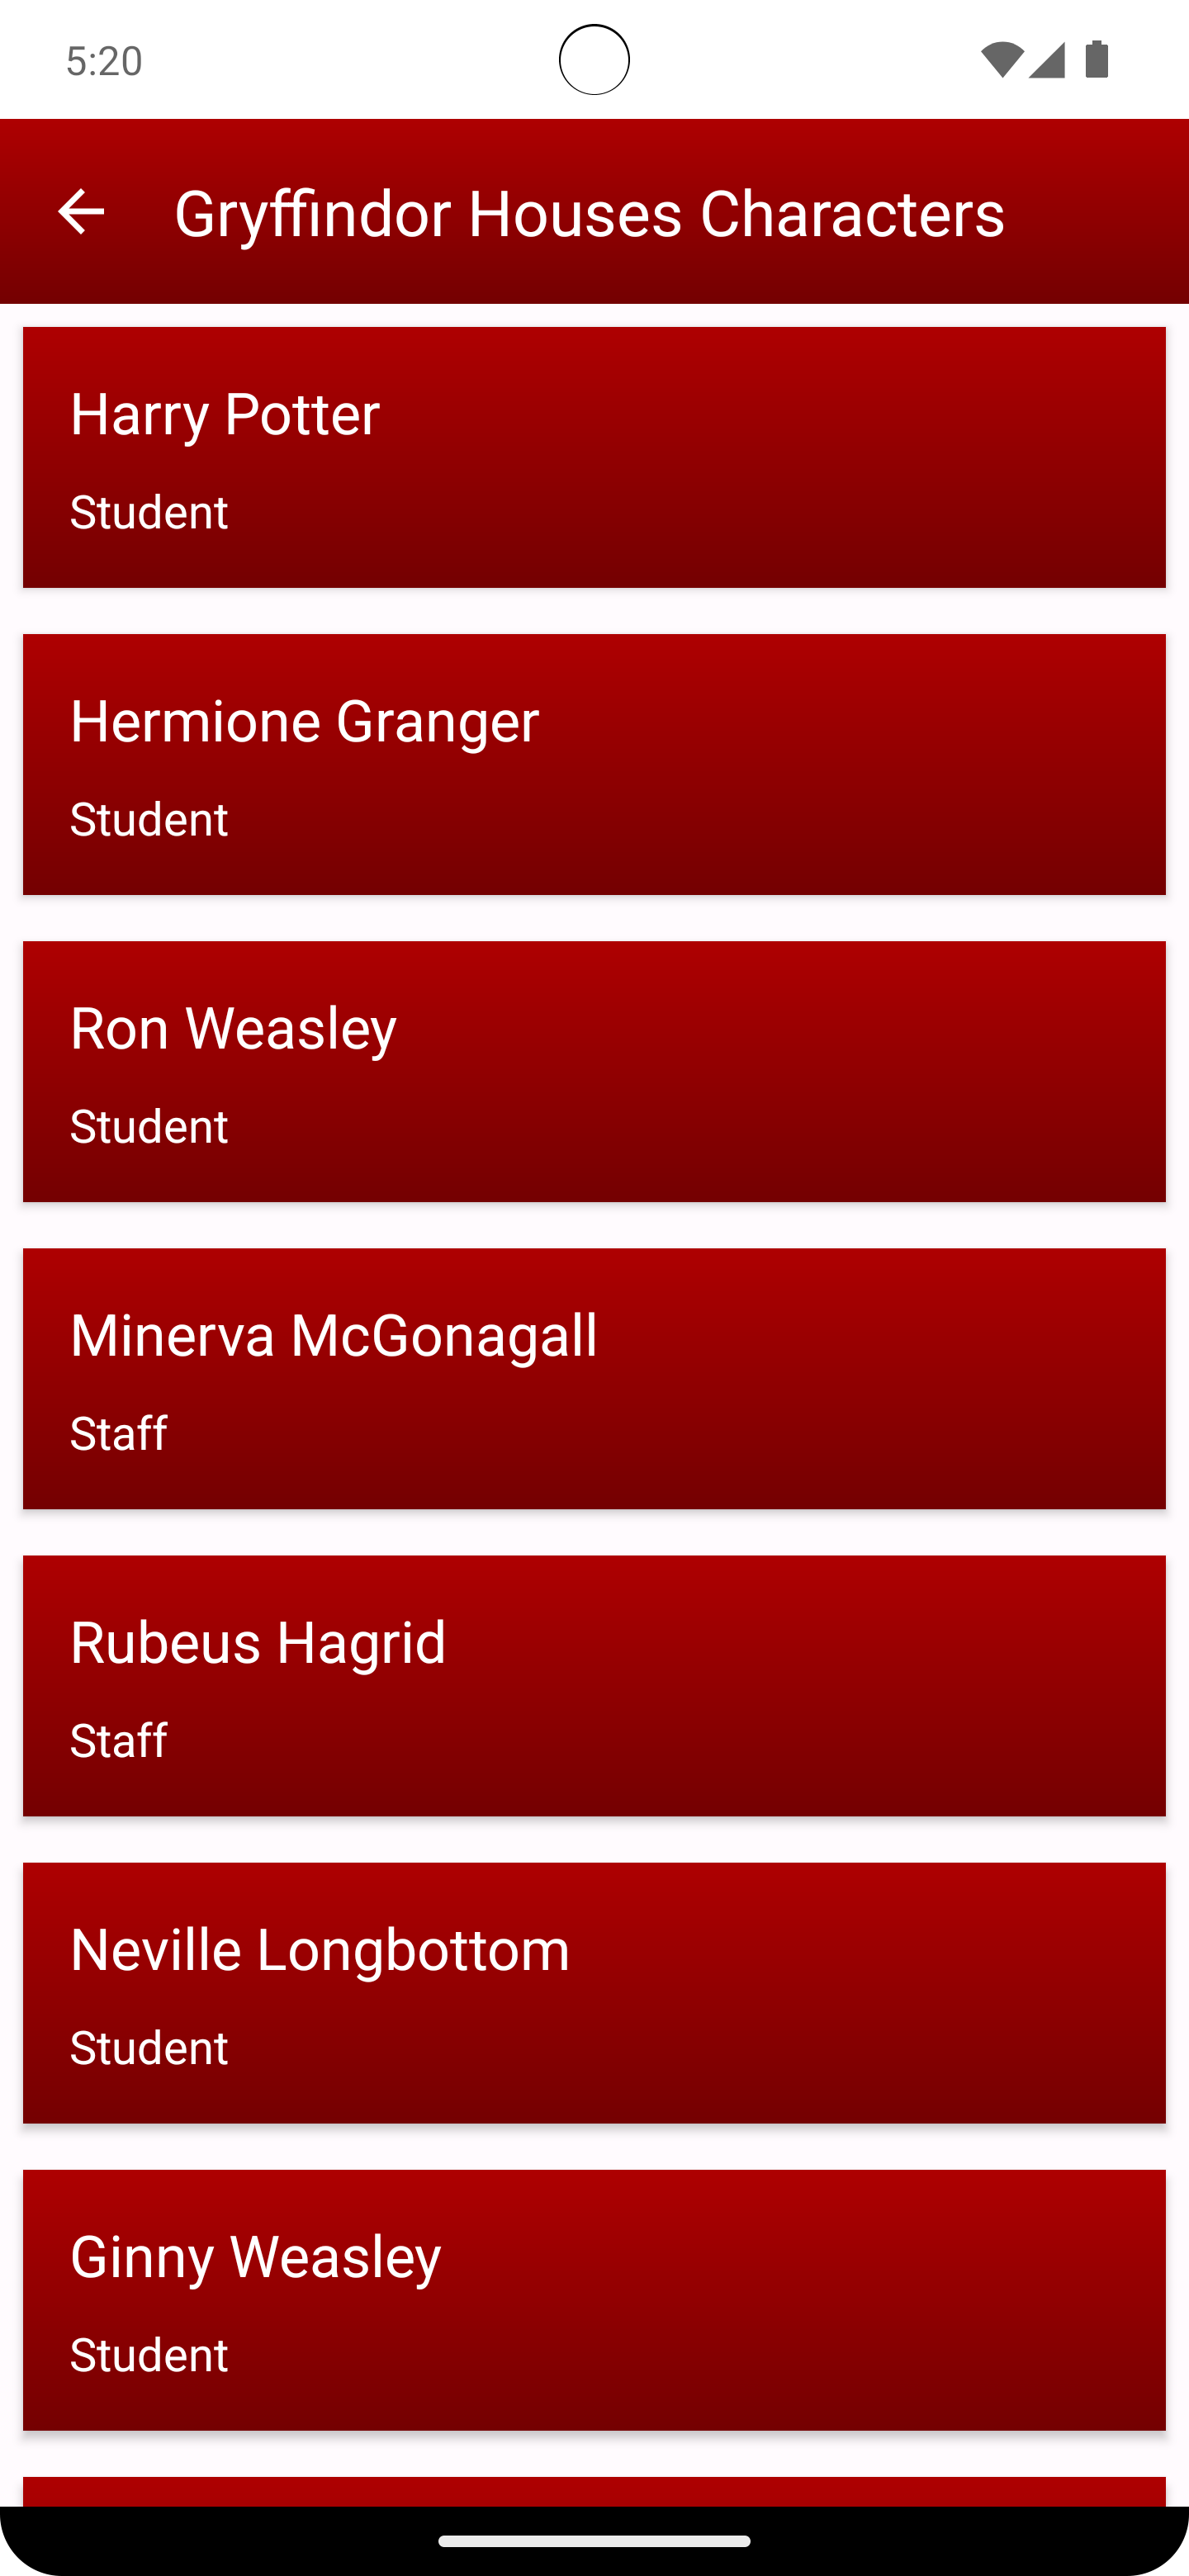 5:20
Gryffindor Houses Characters
Harry Potter
Student
Hermione Granger
Student
Ron Weasley
Student
Minerva McGonagall
Staff
Rubeus Hagrid
Staff
Neville Longbottom
Student
Ginny Weasley
Student